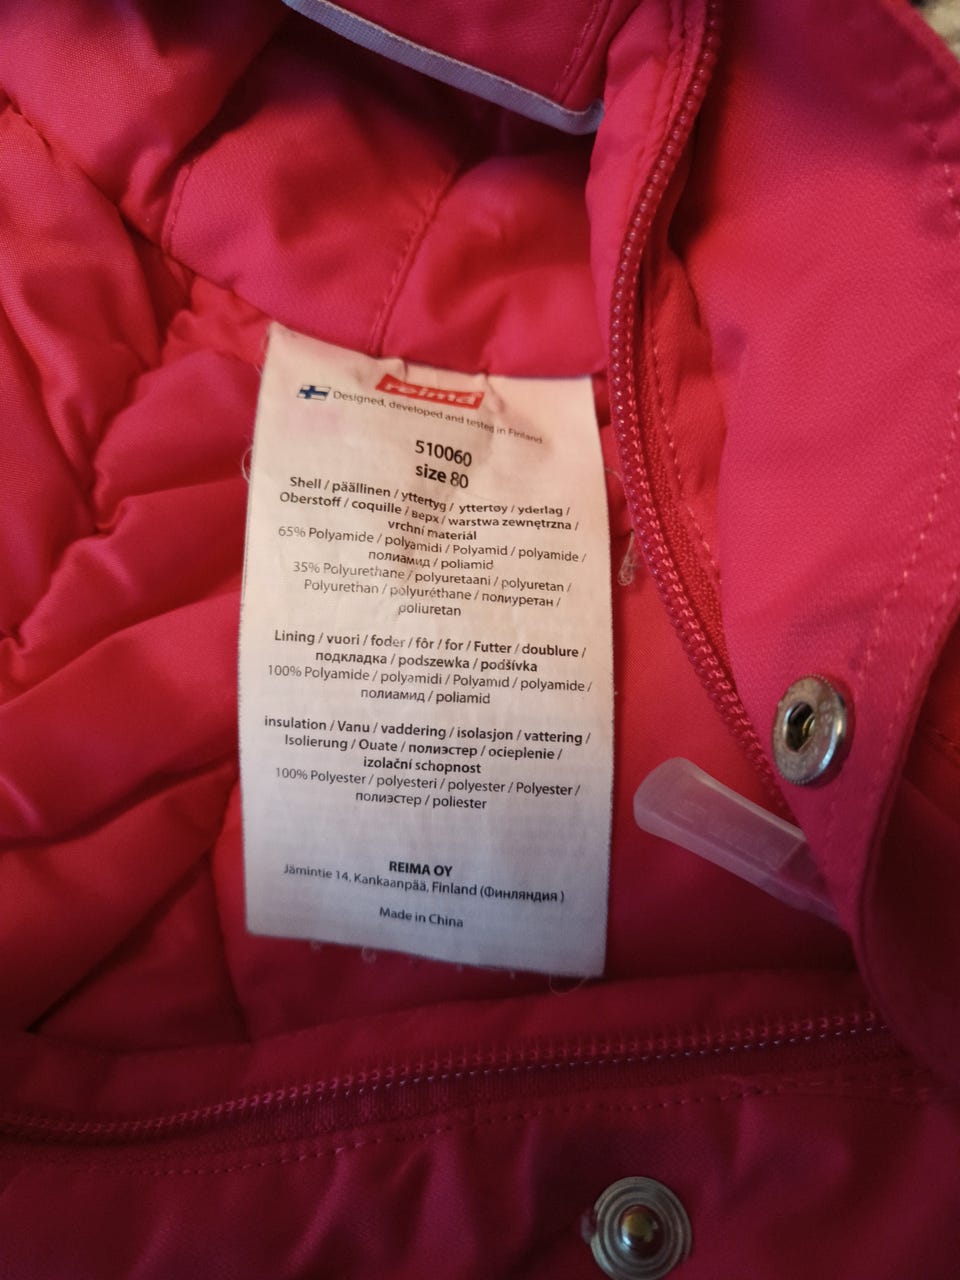 reima
Designed, developed and tested in Finland
510060
size 80
Shell / päällinen / yttertyg / yttertøy / yderlag /
Oberstoff / coquille / верх / warstwa zewnętrzna /
vrchní materiál
65% Polyamide / polyamidi / Polyamid / polyamide /
полиамид / poliamid
35% Polyurethane / polyuretaani / polyuretan /
Polyurethan / polyuréthane / полиуретан /
poliuretan
Lining / vuori / foder / fôr / for / Futter / doublure /
подкладка / podszewka / podšívka
100% Polyamide / polyamidi / Polyamid / polyamide /
полиамид / poliamid
insulation / Vanu / vaddering / isolasjon / vattering /
Isolierung / Ouate / полиэстер / ocieplenie /
izolační schopnost
100% Polyester / polyesteri / polyester / Polyester /
полиэстер / poliester
REIMA OY
Jämintie 14, Kankaanpää, Finland (Финляндия )
Made in China